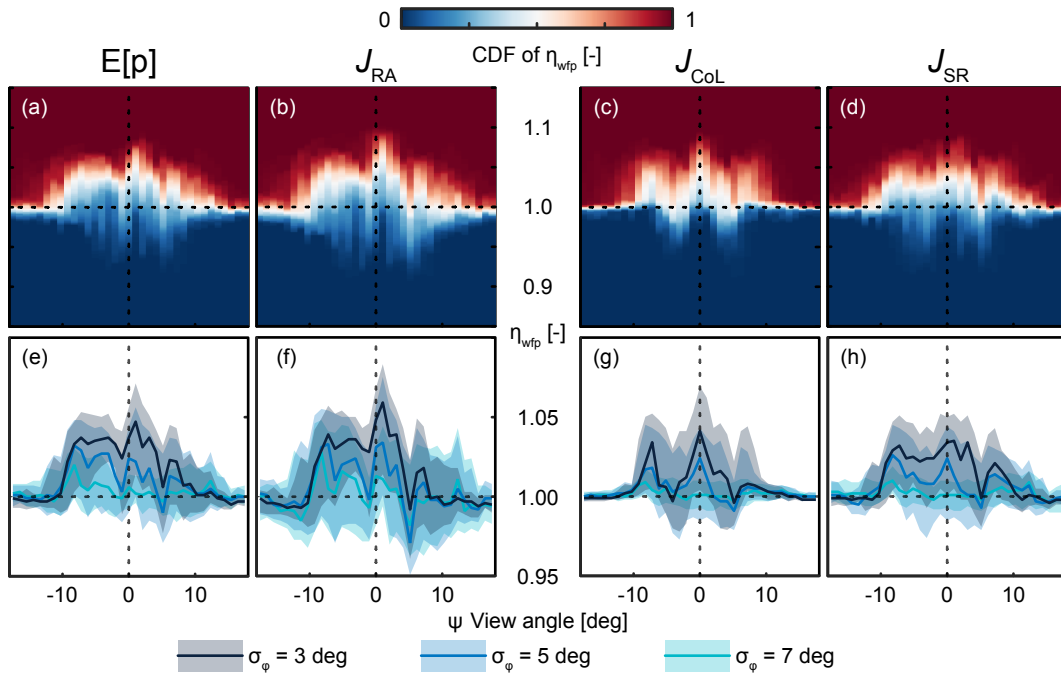 0 1
CDF of η_wfp [-]
E[p] J_RA J_CoL J_SR
(a) (b) (c) (d)
1.1
1.0
0.9
η_wfp [-]
(e) (f) (g) (h)
1.05
1.00
0.95
-10 0 10 -10 0 10 -10 0 10 -10 0 10
ψ View angle [deg]
σ_φ = 3 deg σ_φ = 5 deg σ_φ = 7 deg